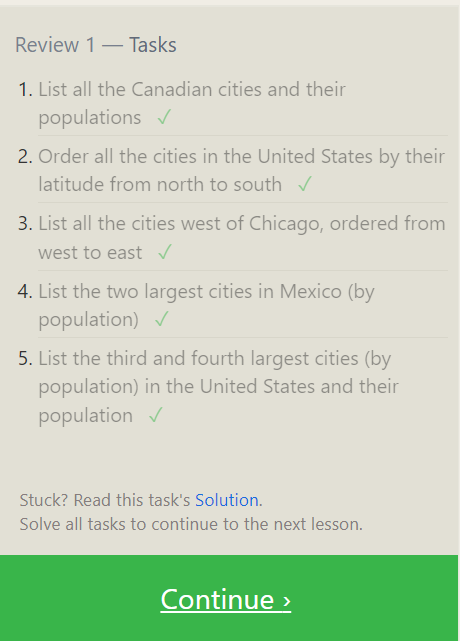 Review 1 — Tasks
1. List all the Canadian cities and their
populations ✓
2. Order all the cities in the United States by their
latitude from north to south ✓
3. List all the cities west of Chicago, ordered from
west to east ✓
4. List the two largest cities in Mexico (by
population) ✓
5. List the third and fourth largest cities (by
population) in the United States and their
population ✓
Stuck? Read this task's Solution.
Solve all tasks to continue to the next lesson.
Continue ›